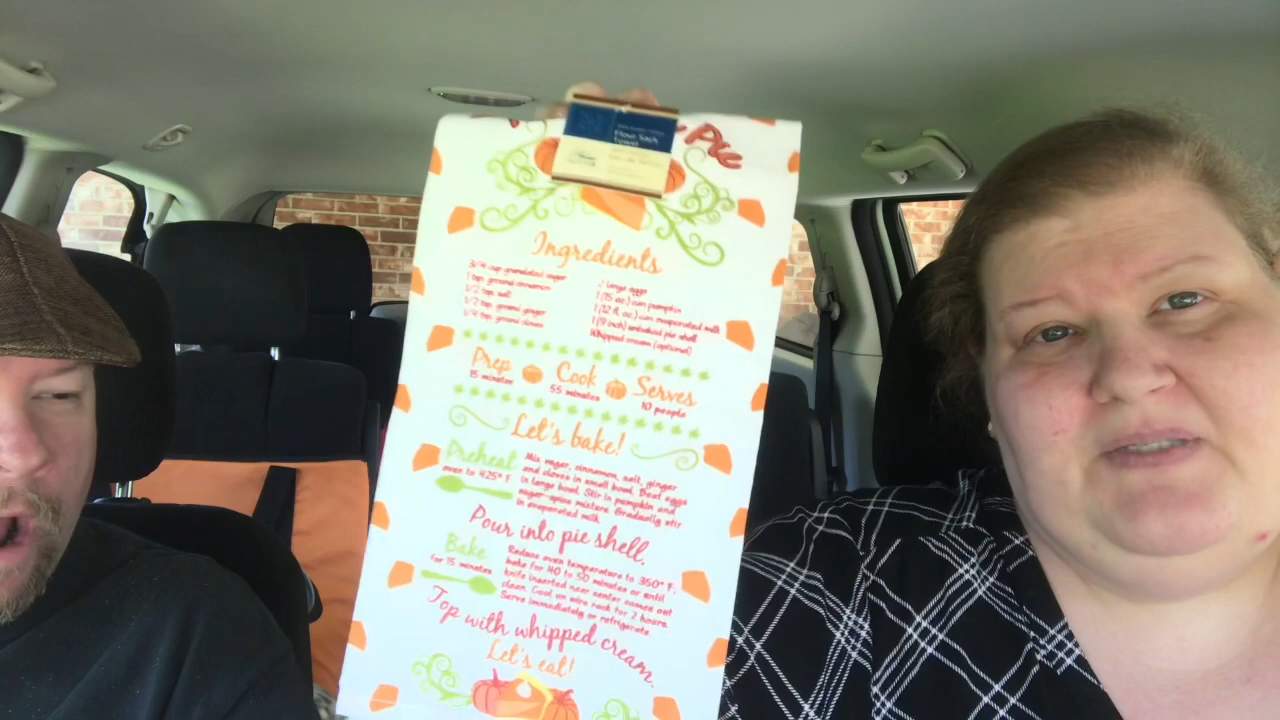 Flour Sack
Towel
Pie
Ingredients
3/4 cup granulated sugar
1 tsp. ground cinnamon
1/2 tsp. salt
1/2 tsp. ground ginger
1/4 tsp. ground cloves
large eggs
1 (15 oz.) can pumpkin
1 (12 fl. oz.) can evaporated milk
1 (9 inch) unbaked pie shell
Whipped cream (optional)
Prep
15 minutes
Cook
55 minutes
Serves
10 people
Let's bake!
Preheat
oven to 425° F
Mix sugar, cinnamon, salt, ginger
and cloves in small bowl. Beat eggs
in large bowl. Stir in pumpkin and
sugar-spice mixture. Gradually stir
in evaporated milk.
Pour into pie shell.
Bake
for 15 minutes
Reduce oven temperature to 350° F;
bake for 40 to 50 minutes or until
knife inserted near center comes out
clean. Cool on wire rack for 2 hours.
Serve immediately or refrigerate.
Top with whipped cream.
Let's eat!